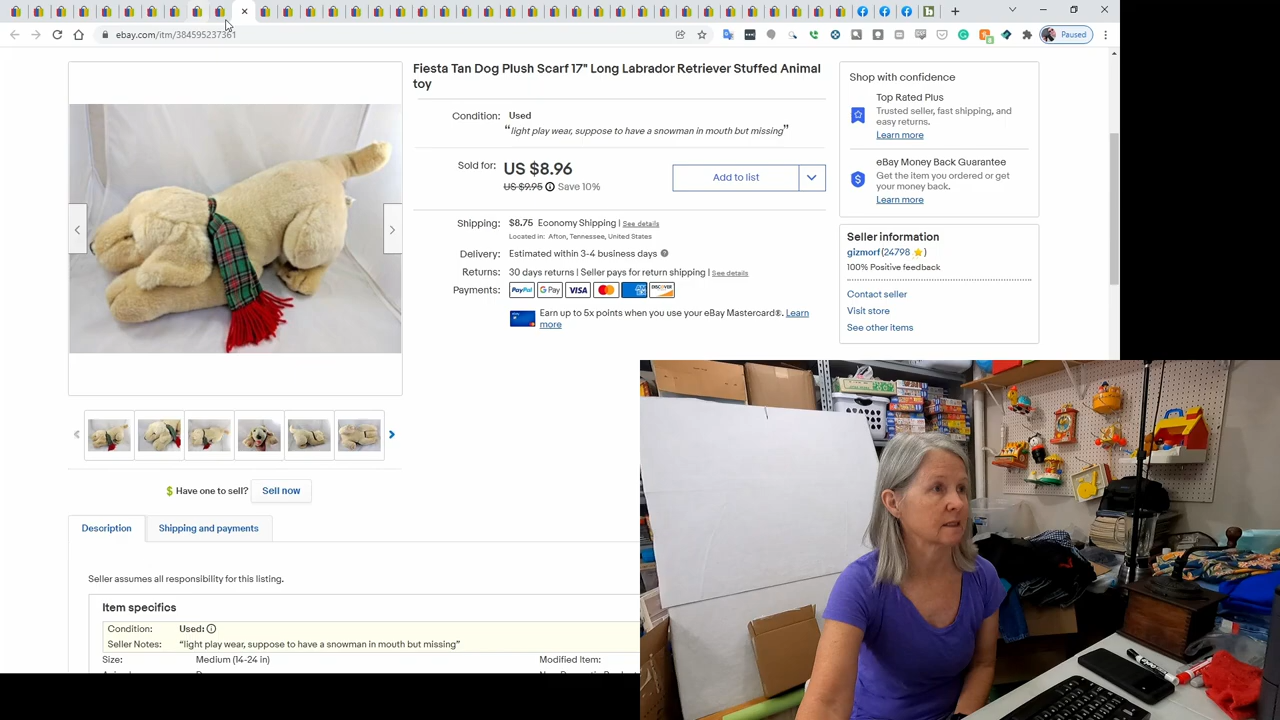 ebay.com/itm/384595237361
Paused
Fiesta Tan Dog Plush Scarf 17" Long Labrador Retriever Stuffed Animal
toy
Condition: Used
"light play wear, suppose to have a snowman in mouth but missing"
Sold for: US $8.96
US $9.95 Save 10%
Add to list
Shipping: $8.75 Economy Shipping | See details
Located in: Afton, Tennessee, United States
Delivery: Estimated within 3-4 business days
Returns: 30 days returns | Seller pays for return shipping | See details
Payments: PayPal G Pay VISA DISCOVER
Earn up to 5x points when you use your eBay Mastercard®. Learn
more
Shop with confidence
Top Rated Plus
Trusted seller, fast shipping, and
easy returns.
Learn more
eBay Money Back Guarantee
Get the item you ordered or get
your money back.
Learn more
Seller information
gizmorf (24798 )
100% Positive feedback
Contact seller
Visit store
See other items
$ Have one to sell? Sell now
Description Shipping and payments
Seller assumes all responsibility for this listing.
Item specifics
Condition: Used:
Seller Notes: "light play wear, suppose to have a snowman in mouth but missing"
Size: Medium (14-24 in) Modified Item: